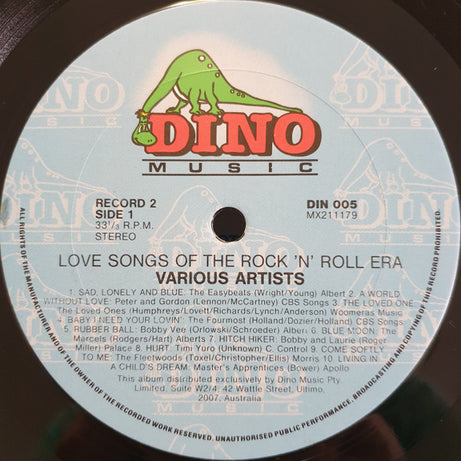 DINO
MUSIC
RECORD 2
SIDE 1
33⅓ R.P.M.
STEREO
DIN 005
MX211179
LOVE SONGS OF THE ROCK 'N' ROLL ERA
VARIOUS ARTISTS
1. SAD, LONELY AND BLUE: The Easybeats (Wright/Young) Albert 2. A WORLD
WITHOUT LOVE: Peter and Gordon (Lennon/McCartney) CBS Songs 3. THE LOVED ONE
The Loved Ones (Humphreys/Lovett/Richards/Lynch/Anderson) Woomeras Music
4. BABY I NEED YOUR LOVIN': The Fourmost (Holland/Dozier/Holland) CBS Songs.
5. RUBBER BALL: Bobby Vee (Orlowski/Schroeder) Alber. 6. BLUE MOON: The
Marcels (Rodgers/Hart) Alberts 7. HITCH HIKER: Bobby and Laurie (Roger
Miller) Palace 8. HURT: Timi Yuro (Unknown) C. Control 9. COME SOFTLY
TO ME: The Fleetwoods (Texel/Christopher/Ellis) Morris 10. LIVING IN
A CHILD'S DREAM: Master's Apprentices (Bower) Apollo
This album distributed exclusively by Dino Music Pty.
Limited, Suite W2/4, 42 Wattle Street, Ultimo,
2007, Australia
ALL RIGHTS OF THE MANUFACTURER AND OF THE OWNER OF THE RECORDED WORK RESERVED. UNAUTHORISED PUBLIC PERFORMANCE, BROADCASTING AND COPYING OF THIS RECORD PROHIBITED.